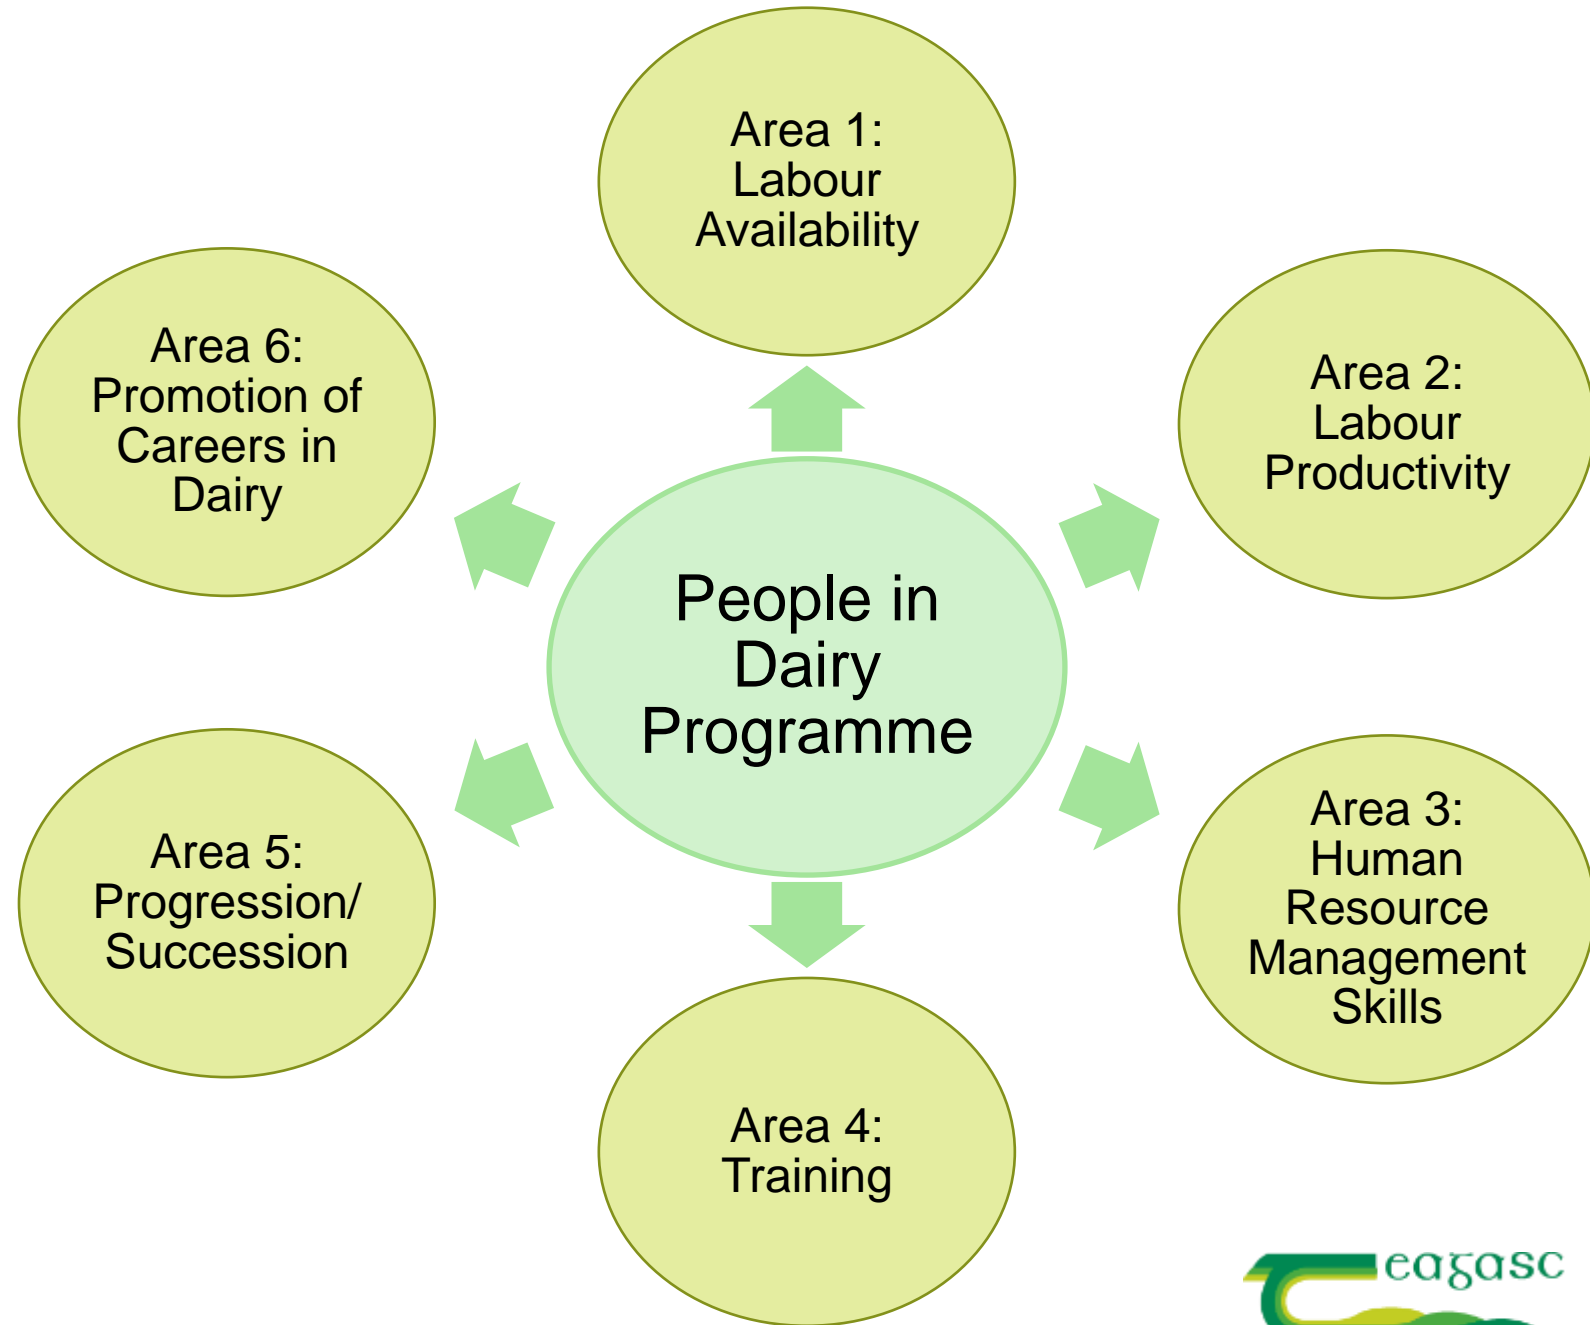 Area 1:
Labour
Availability
Area 2:
Labour
Productivity
Area 3:
Human
Resource
Management
Skills
Area 4:
Training
Area 5:
Progression/
Succession
Area 6:
Promotion of
Careers in
Dairy
People in
Dairy
Programme
eagasc